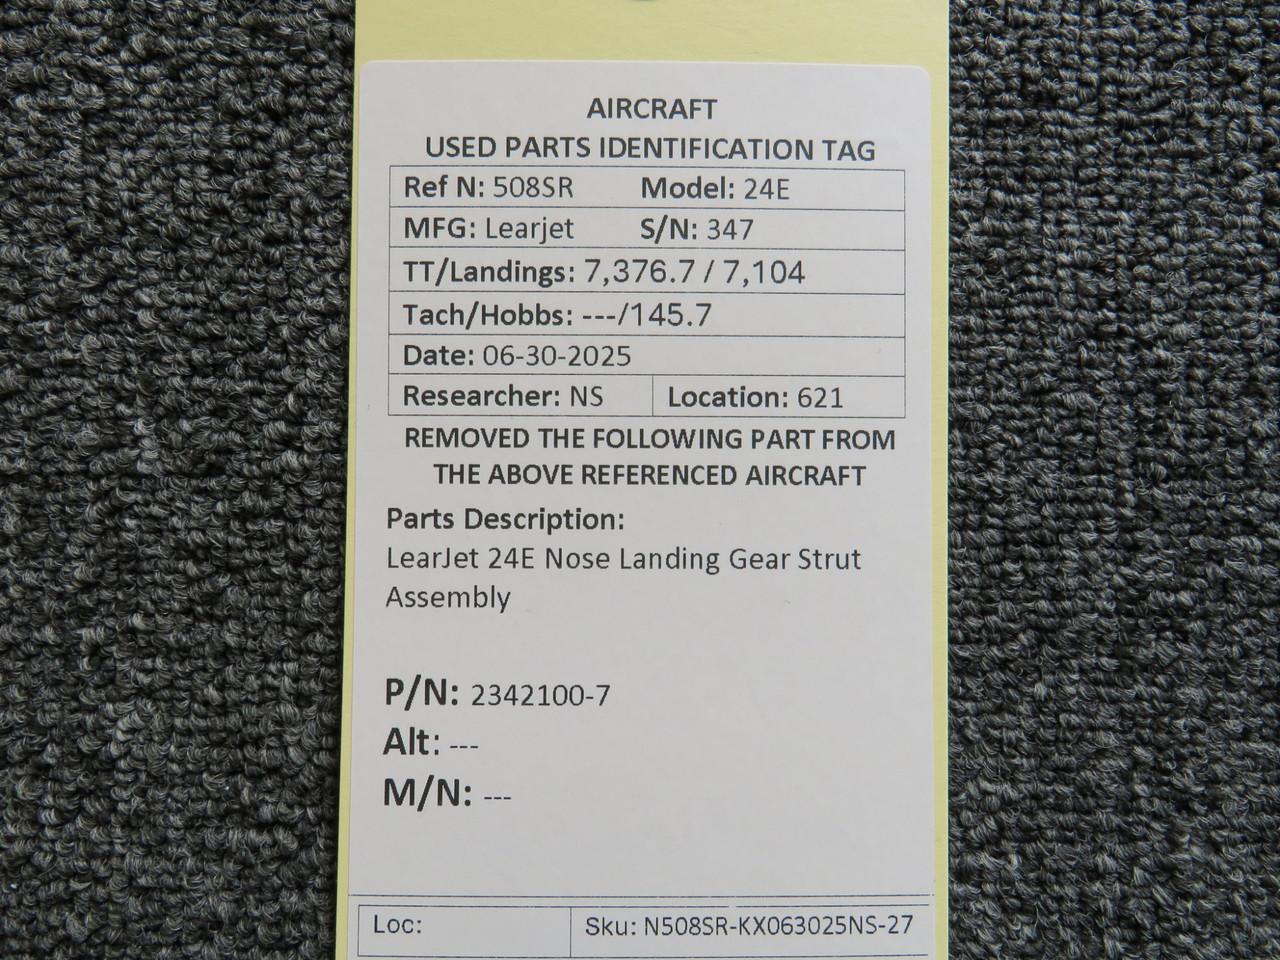 AIRCRAFT
USED PARTS IDENTIFICATION TAG
Ref N: 508SR Model: 24E
MFG: Learjet S/N: 347
TT/Landings: 7,376.7 / 7,104
Tach/Hobbs: ---/145.7
Date: 06-30-2025
Researcher: NS Location: 621
REMOVED THE FOLLOWING PART FROM
THE ABOVE REFERENCED AIRCRAFT
Parts Description:
LearJet 24E Nose Landing Gear Strut
Assembly
P/N: 2342100-7
Alt: ---
M/N: ---
Loc: Sku: N508SR-KX063025NS-27